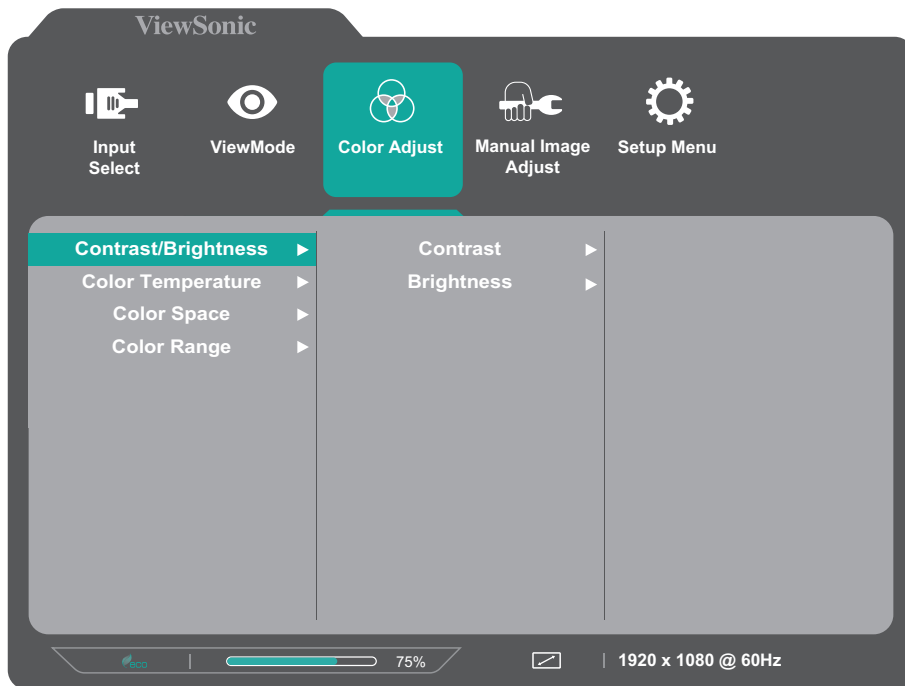 ViewSonic
Input
Select
ViewMode
Color Adjust
Manual Image
Adjust
Setup Menu
Contrast/Brightness
Color Temperature
Color Space
Color Range
Contrast
Brightness
eco
75%
1920 x 1080 @ 60Hz